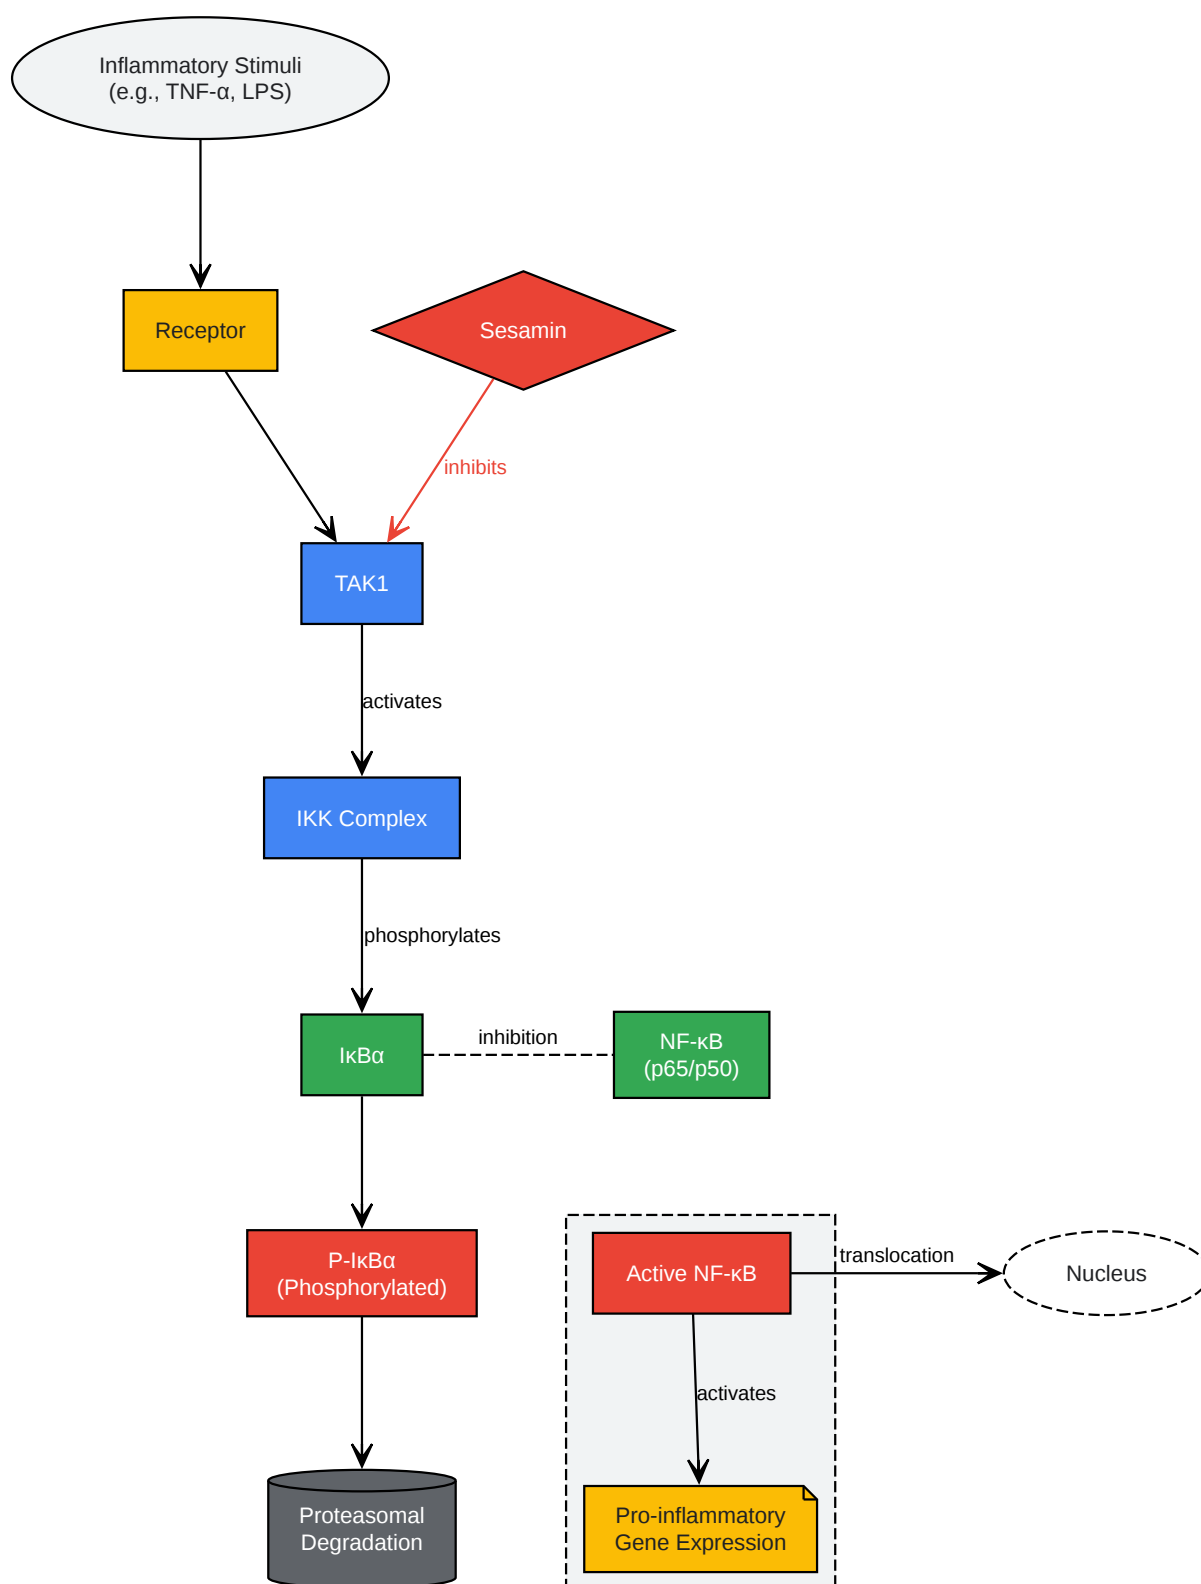 Inflammatory Stimuli
(e.g., TNF-α, LPS)
Receptor
Sesamin
inhibits
TAK1
activates
IKK Complex
phosphorylates
IκBα
inhibition
NF-κB
(p65/p50)
P-IκBα
(Phosphorylated)
Active NF-κB
translocation
Nucleus
activates
Proteasomal
Degradation
Pro-inflammatory
Gene Expression